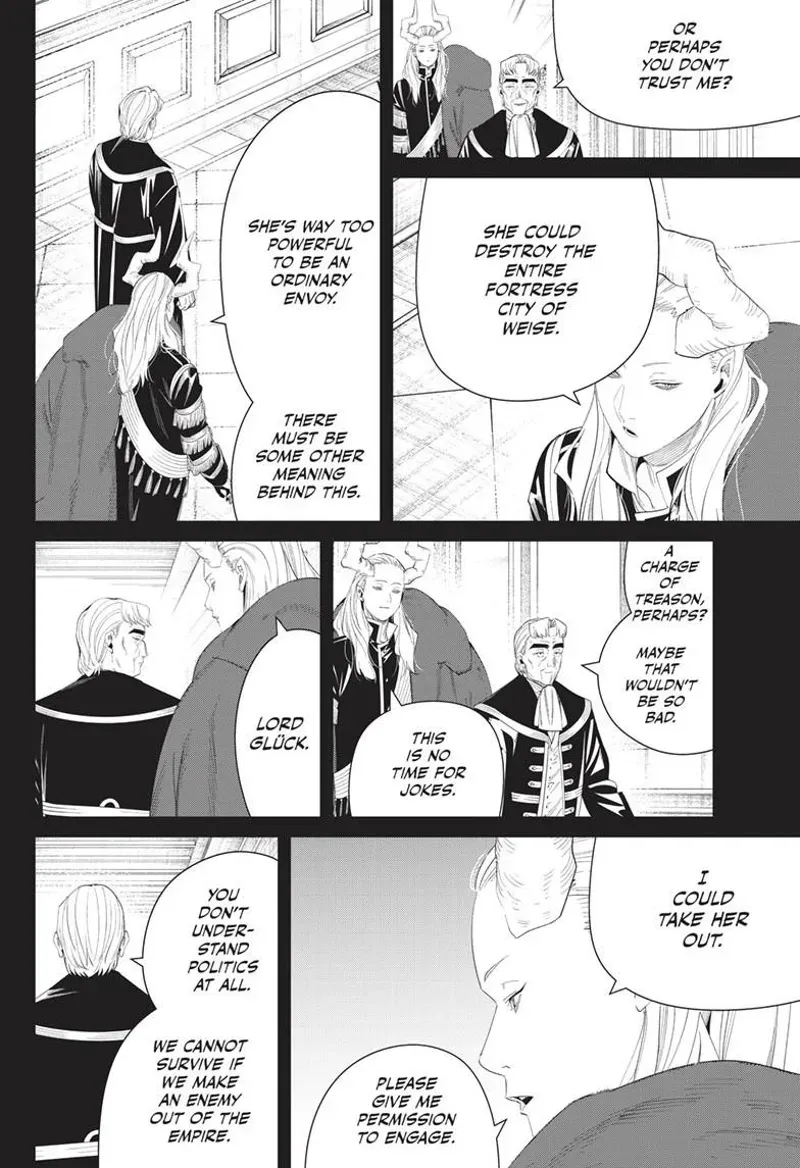 OR
PERHAPS
YOU DON'T
TRUST ME?
SHE COULD
DESTROY THE
ENTIRE
FORTRESS
CITY OF
WEISE.
SHE'S WAY TOO
POWERFUL
TO BE AN
ORDINARY
ENVOY.
THERE
MUST BE
SOME OTHER
MEANING
BEHIND THIS.
A
CHARGE
OF
TREASON,
PERHAPS?
MAYBE
THAT
WOULDN'T
BE SO
BAD.
THIS
IS NO
TIME FOR
JOKES.
LORD
GLÜCK.
I
COULD
TAKE HER
OUT.
PLEASE
GIVE ME
PERMISSION
TO ENGAGE.
YOU
DON'T
UNDER-
STAND
POLITICS
AT ALL.
WE CANNOT
SURVIVE IF
WE MAKE
AN ENEMY
OUT OF THE
EMPIRE.